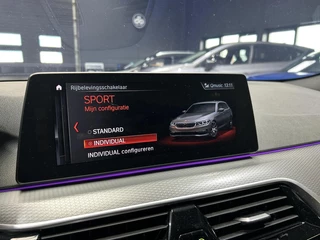 Rijbelevingsschakelaar
SPORT
Mijn configuratie
STANDARD
INDIVIDUAL
INDIVIDUAL configureren